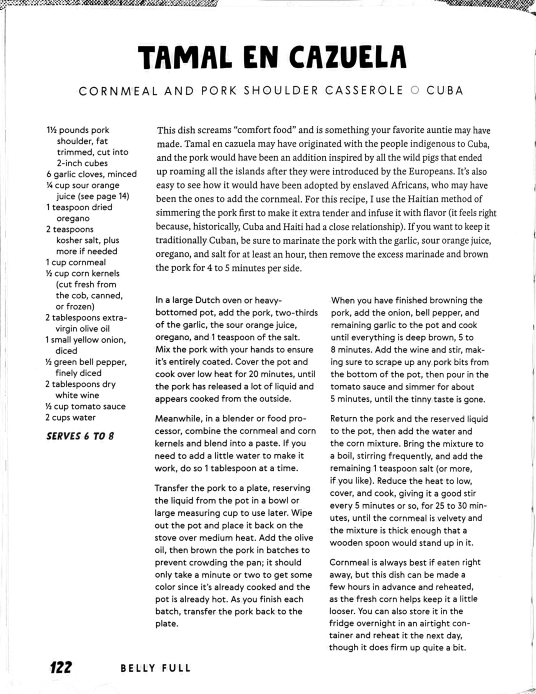 TAMAL EN CAZUELA
CORNMEAL AND PORK SHOULDER CASSEROLE O CUBA
1½ pounds pork
shoulder, fat
trimmed, cut into
2-inch cubes
6 garlic cloves, minced
¼ cup sour orange
juice (see page 14)
1 teaspoon dried
oregano
2 teaspoons
kosher salt, plus
more if needed
1 cup cornmeal
½ cup corn kernels
(cut fresh from
the cob, canned,
or frozen)
2 tablespoons extra-
virgin olive oil
1 small yellow onion,
diced
½ green bell pepper,
finely diced
2 tablespoons dry
white wine
½ cup tomato sauce
2 cups water
SERVES 6 TO 8
This dish screams "comfort food" and is something your favorite auntie may have
made. Tamal en cazuela may have originated with the people indigenous to Cuba,
and the pork would have been an addition inspired by all the wild pigs that ended
up roaming all the islands after they were introduced by the Europeans. It's also
easy to see how it would have been adopted by enslaved Africans, who may have
been the ones to add the cornmeal. For this recipe, I use the Haitian method of
simmering the pork first to make it extra tender and infuse it with flavor (it feels right
because, historically, Cuba and Haiti had a close relationship). If you want to keep it
traditionally Cuban, be sure to marinate the pork with the garlic, sour orange juice,
oregano, and salt for at least an hour, then remove the excess marinade and brown
the pork for 4 to 5 minutes per side.
In a large Dutch oven or heavy-
bottomed pot, add the pork, two-thirds
of the garlic, the sour orange juice,
oregano, and 1 teaspoon of the salt.
Mix the pork with your hands to ensure
it's entirely coated. Cover the pot and
cook over low heat for 20 minutes, until
the pork has released a lot of liquid and
appears cooked from the outside.
Meanwhile, in a blender or food pro-
cessor, combine the cornmeal and corn
kernels and blend into a paste. If you
need to add a little water to make it
work, do so 1 tablespoon at a time.
Transfer the pork to a plate, reserving
the liquid from the pot in a bowl or
large measuring cup to use later. Wipe
out the pot and place it back on the
stove over medium heat. Add the olive
oil, then brown the pork in batches to
prevent crowding the pan; it should
only take a minute or two to get some
color since it's already cooked and the
pot is already hot. As you finish each
batch, transfer the pork back to the
plate.
When you have finished browning the
pork, add the onion, bell pepper, and
remaining garlic to the pot and cook
until everything is deep brown, 5 to
8 minutes. Add the wine and stir, mak-
ing sure to scrape up any pork bits from
the bottom of the pot, then pour in the
tomato sauce and simmer for about
5 minutes, until the tinny taste is gone.
Return the pork and the reserved liquid
to the pot, then add the water and
the corn mixture. Bring the mixture to
a boil, stirring frequently, and add the
remaining 1 teaspoon salt (or more,
if you like). Reduce the heat to low,
cover, and cook, giving it a good stir
every 5 minutes or so, for 25 to 30 min-
utes, until the cornmeal is velvety and
the mixture is thick enough that a
wooden spoon would stand up in it.
Cornmeal is always best if eaten right
away, but this dish can be made a
few hours in advance and reheated,
as the fresh corn helps keep it a little
looser. You can also store it in the
fridge overnight in an airtight con-
tainer and reheat it the next day,
though it does firm up quite a bit.
122 BELLY FULL